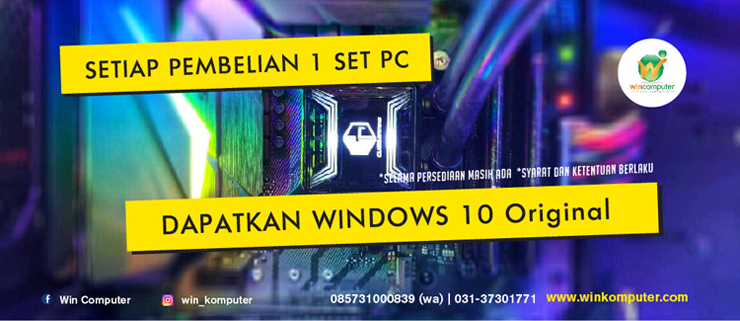 SETIAP PEMBELIAN 1 SET PC
wincomputer
*SELAMA PERSEDIAAN MASIH ADA *SYARAT DAN KETENTUAN BERLAKU
DAPATKAN WINDOWS 10 Original
Win Computer win_komputer 085731000839 (wa) | 031-37301771 www.winkomputer.com